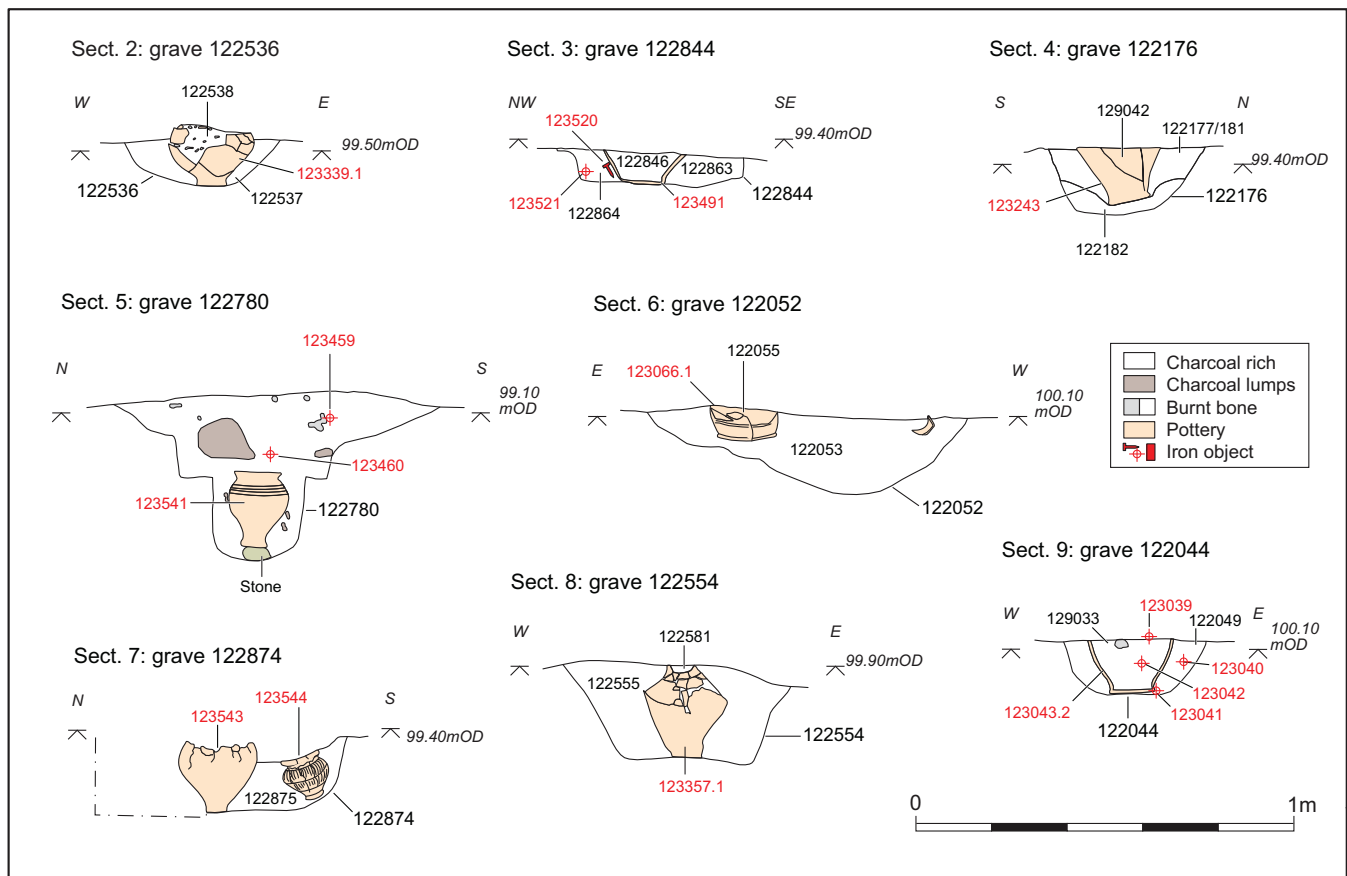 Sect. 2: grave 122536
W
122538
E
99.50mOD
122536
123339.1
122537
Sect. 3: grave 122844
NW
SE
123520
99.40mOD
122846
122863
123521
122864
123491
122844
Sect. 4: grave 122176
S
N
129042
122177/181
99.40mOD
123243
122176
122182
Sect. 5: grave 122780
123459
N
S
99.10
mOD
123460
123541
122780
Stone
Sect. 6: grave 122052
122055
123066.1
E
W
100.10
mOD
122053
122052
Charcoal rich
Charcoal lumps
Burnt bone
Pottery
Iron object
Sect. 7: grave 122874
N
S
123544
123543
99.40mOD
122875
122874
Sect. 8: grave 122554
W
E
122581
99.90mOD
122555
122554
123357.1
Sect. 9: grave 122044
W
E
123039
129033
122049
100.10
mOD
123040
123042
123043.2
123041
122044
0
1m